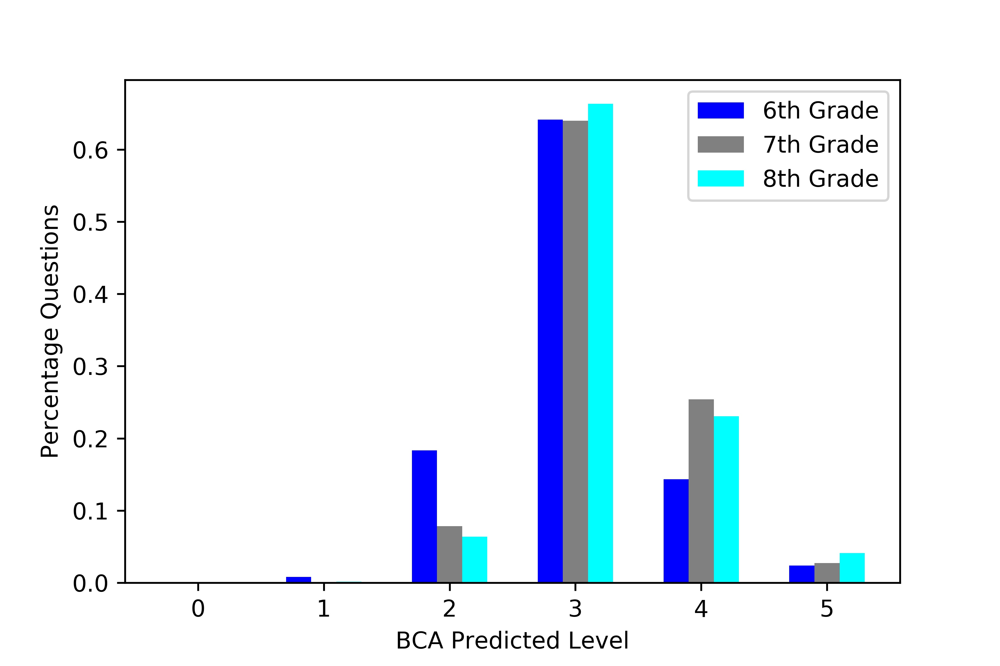 6th Grade
7th Grade
8th Grade
Percentage Questions
0.6
0.5
0.4
0.3
0.2
0.1
0.0
0 1 2 3 4 5
BCA Predicted Level